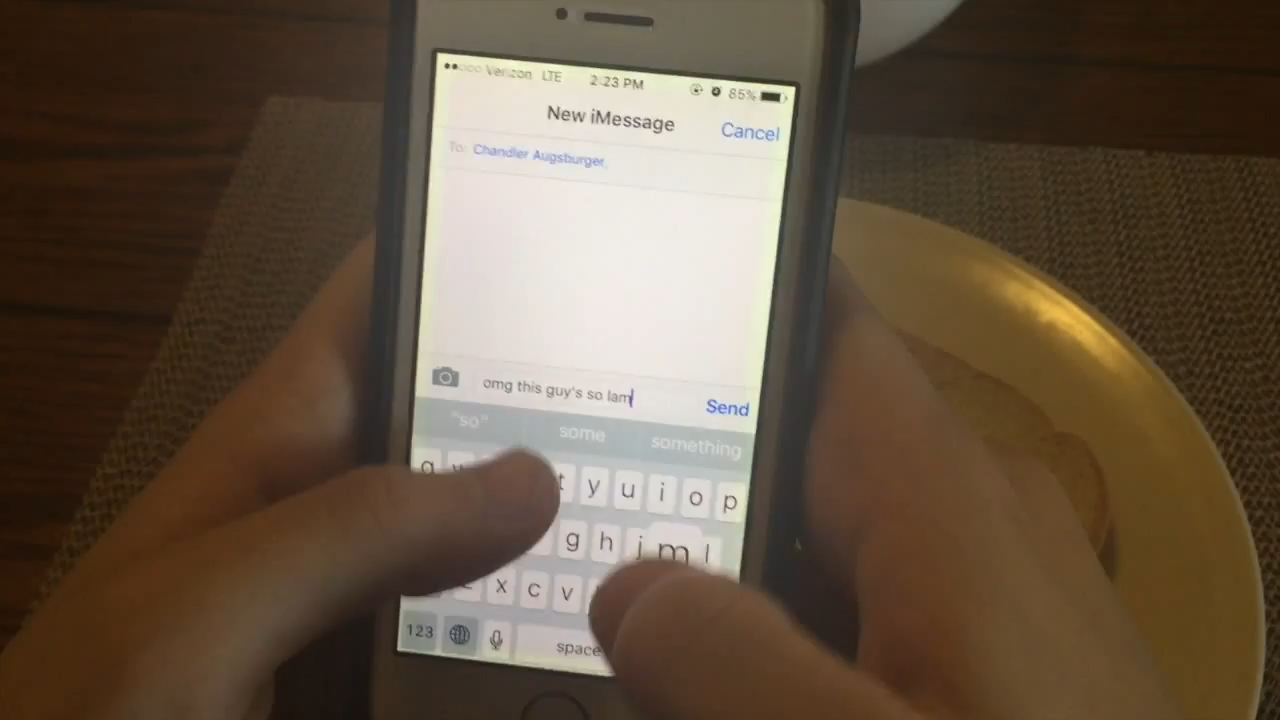 Verizon LTE 2:23 PM 85%
New iMessage Cancel
To: Chandler Augsburger,
omg this guy's so lam Send
"so" some something
q w t y u i o p
g h j m l
z x c v
123 space